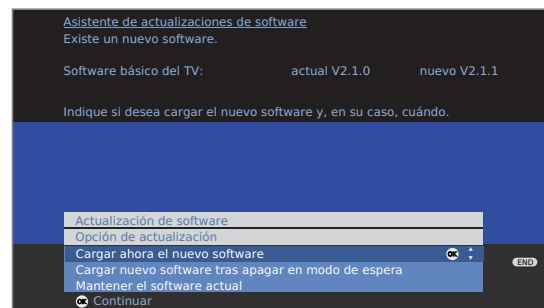 Asistente de actualizaciones de software
Existe un nuevo software.
Software básico del TV: actual V2.1.0 nuevo V2.1.1
Indique si desea cargar el nuevo software y, en su caso, cuándo.
Actualización de software
Opción de actualización
Cargar ahora el nuevo software OK
END
Cargar nuevo software tras apagar en modo de espera
Mantener el software actual
OK Continuar